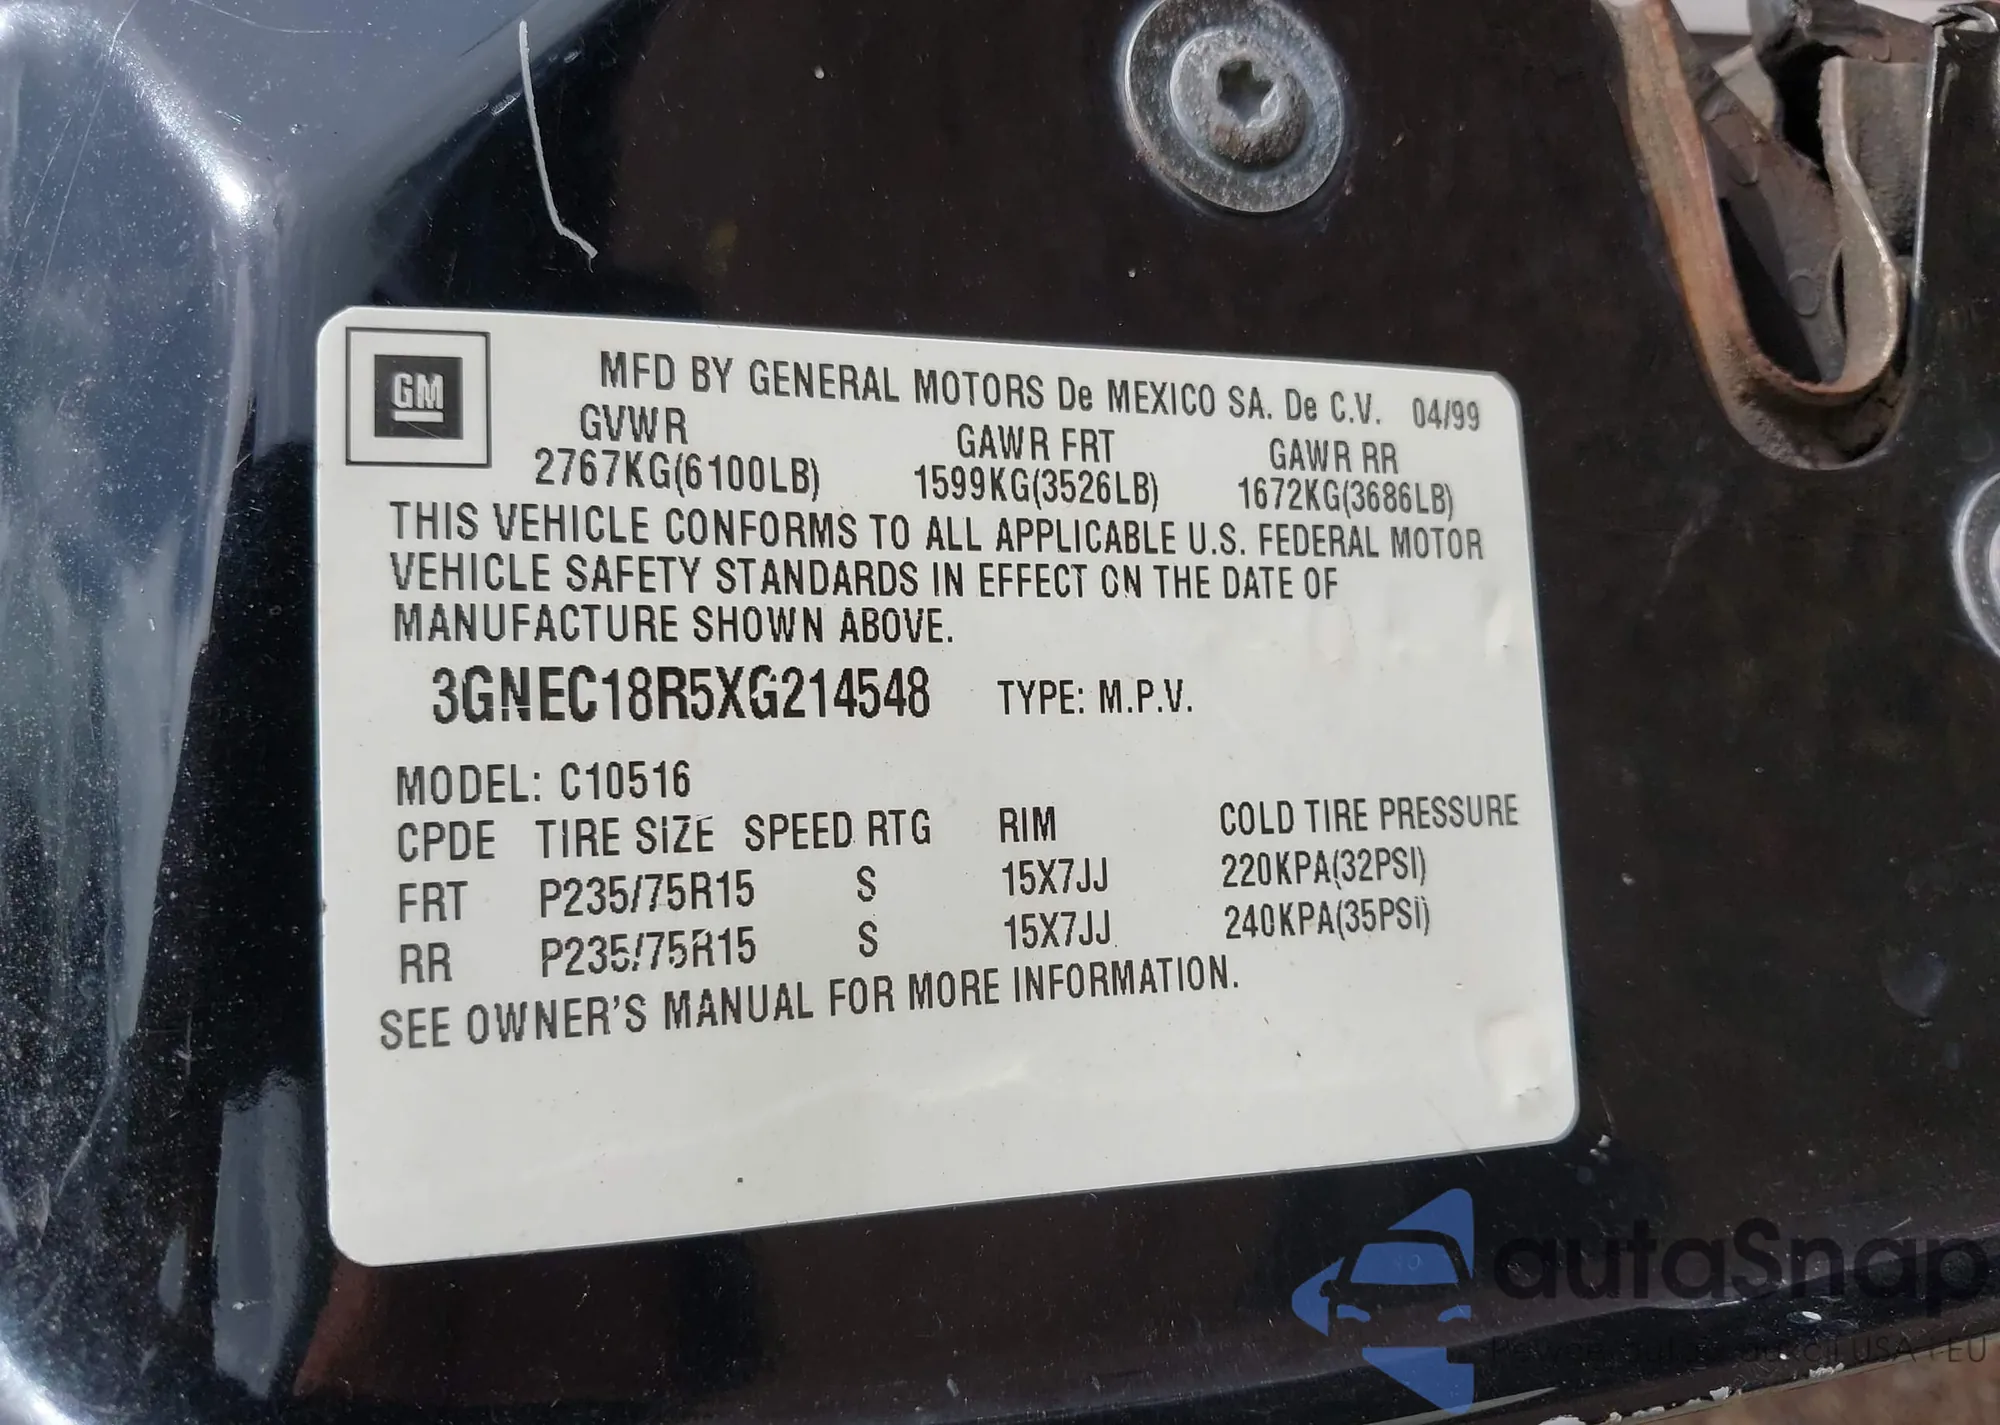 GM
MFD BY GENERAL MOTORS De MEXICO SA. De C.V. 04/99
GVWR GAWR FRT GAWR RR
2767KG(6100LB) 1599KG(3526LB) 1672KG(3686LB)
THIS VEHICLE CONFORMS TO ALL APPLICABLE U.S. FEDERAL MOTOR
VEHICLE SAFETY STANDARDS IN EFFECT ON THE DATE OF
MANUFACTURE SHOWN ABOVE.
3GNEC18R5XG214548 TYPE: M.P.V.
MODEL: C10516
CPDE TIRE SIZE SPEED RTG RIM COLD TIRE PRESSURE
FRT P235/75R15 S 15X7JJ 220KPA(32PSI)
RR P235/75R15 S 15X7JJ 240KPA(35PSI)
SEE OWNER'S MANUAL FOR MORE INFORMATION.
autaSnap
USA i EU